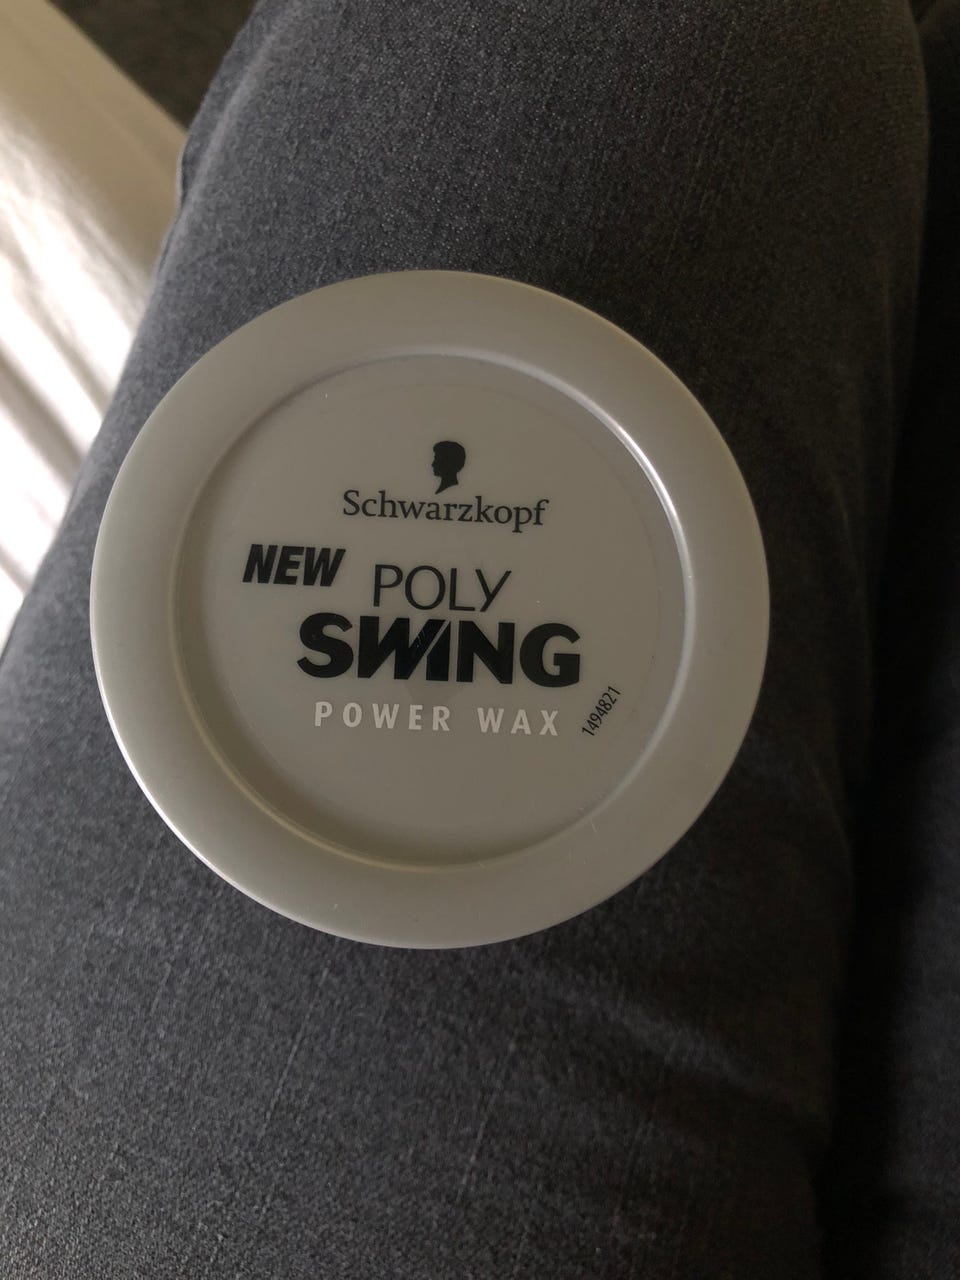 Schwarzkopf
NEW POLY
SWING
POWER WAX
1494821